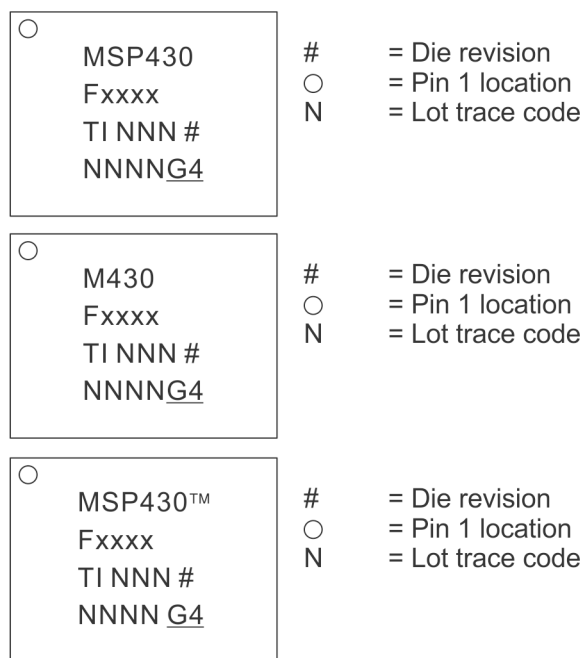 MSP430
Fxxxx
TI NNN #
NNNNG4
# = Die revision
○ = Pin 1 location
N = Lot trace code
M430
Fxxxx
TI NNN #
NNNNG4
# = Die revision
○ = Pin 1 location
N = Lot trace code
MSP430™
Fxxxx
TI NNN #
NNNN G4
# = Die revision
○ = Pin 1 location
N = Lot trace code